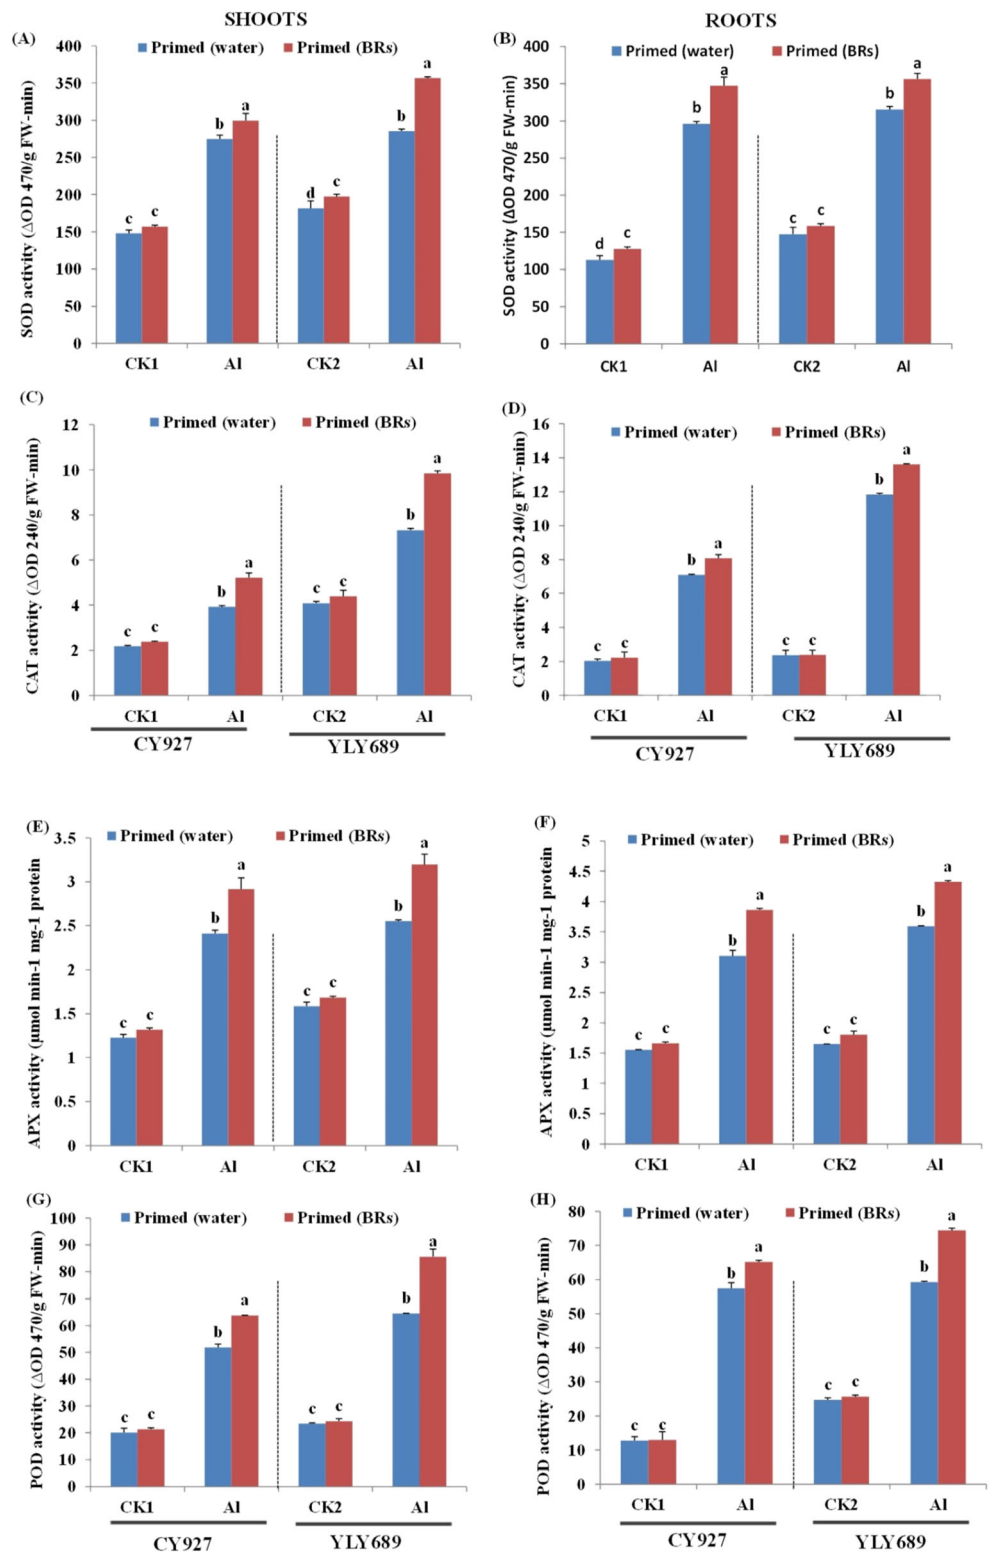 SHOOTS
ROOTS
(A)
Primed (water) Primed (BRs)
SOD activity (ΔOD 470/g FW-min)
400
350
300
250
200
150
100
50
0
c c b a d c b a
CK1 Al CK2 Al
(B)
Primed (water) Primed (BRs)
SOD activity (ΔOD 470/g FW-min)
400
350
300
250
200
150
100
50
0
d c b a c c b a
CK1 Al CK2 Al
(C)
Primed (water) Primed (BRs)
CAT activity (ΔOD 240/g FW-min)
12
10
8
6
4
2
0
c c b a c c b a
CK1 Al CK2 Al
CY927 YLY689
(D)
Primed (water) Primed (BRs)
CAT activity (ΔOD 240/g FW-min)
16
14
12
10
8
6
4
2
0
c c b a c c b a
CK1 Al CK2 Al
CY927 YLY689
(E)
Primed (water) Primed (BRs)
APX activity (µmol min-1 mg-1 protein
3.5
3
2.5
2
1.5
1
0.5
0
c c b a c c b a
CK1 Al CK2 Al
(F)
Primed (water) Primed (BRs)
APX activity (µmol min-1 mg-1 protein
5
4.5
4
3.5
3
2.5
2
1.5
1
0.5
0
c c b a c c b a
CK1 Al CK2 Al
(G)
Primed (water) Primed (BRs)
POD activity (ΔOD 470/g FW-min)
100
90
80
70
60
50
40
30
20
10
0
c c b a c c b a
CK1 Al CK2 Al
CY927 YLY689
(H)
Primed (water) Primed (BRs)
POD activity (ΔOD 470/g FW-min)
80
70
60
50
40
30
20
10
0
c c b a c c b a
CK1 Al CK2 Al
CY927 YLY689